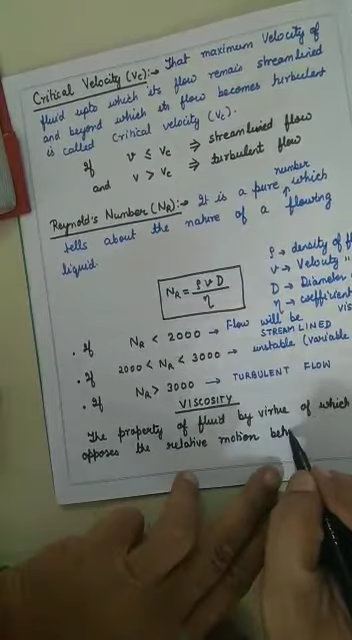 Critical Velocity (Vc):→ That maximum Velocity of
fluid upto which its flow remain streamlined
and beyond which its flow becomes turbulent
is called Critical velocity (Vc).
If v ≤ vc ⇒ streamlined flow
and v > vc ⇒ turbulent flow
Reynold's Number (NR):→ It is a pure number which
tells about the nature of a flowing
liquid.
NR = ρ v D / η
ρ → density of
v → Velocity "
D → Diameter "
η → coefficient
vis
• If NR < 2000 → Flow will be STREAMLINED
• If 2000 < NR < 3000 → unstable (variable
• If NR > 3000 → TURBULENT FLOW
VISCOSITY
The property of fluid by virtue of which
opposes the relative motion betw